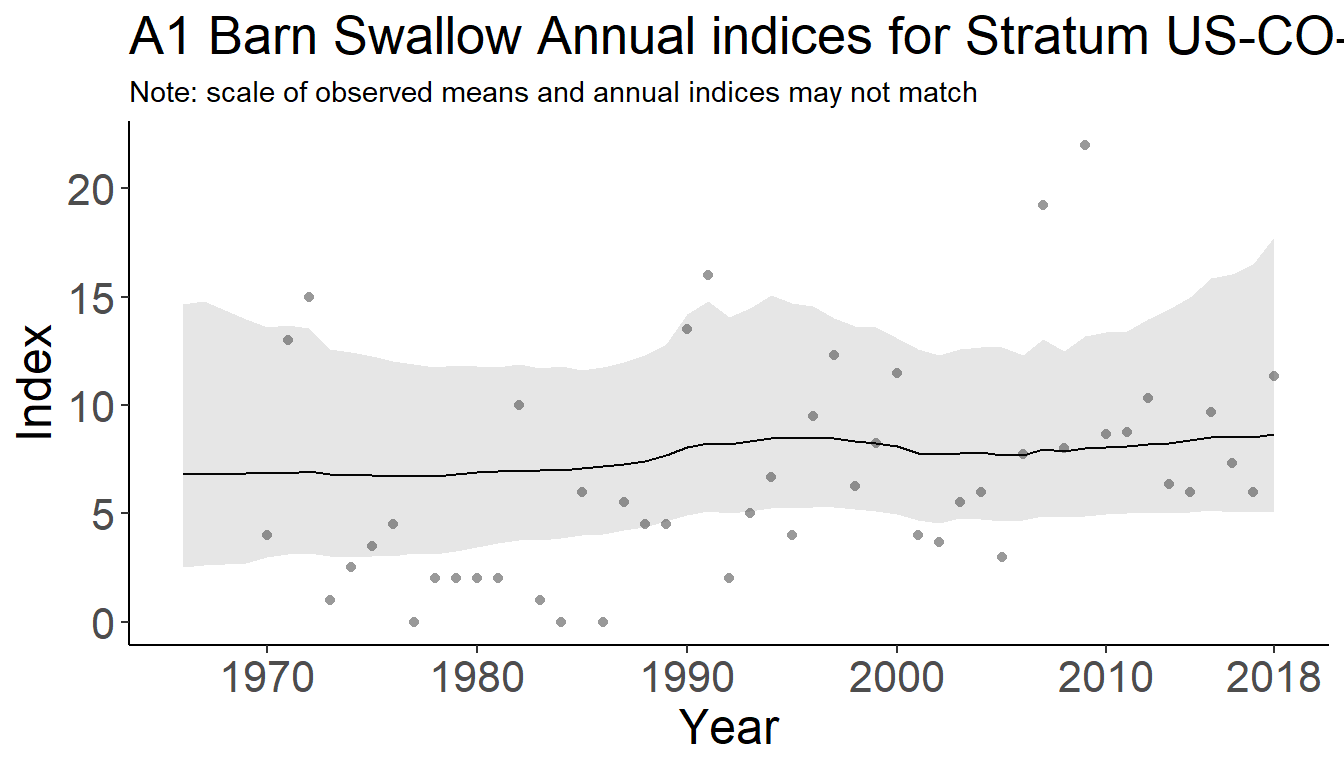 A1 Barn Swallow Annual indices for Stratum US-CO-
Note: scale of observed means and annual indices may not match
Index
20
15
10
5
0
1970 1980 1990 2000 2010 2018
Year